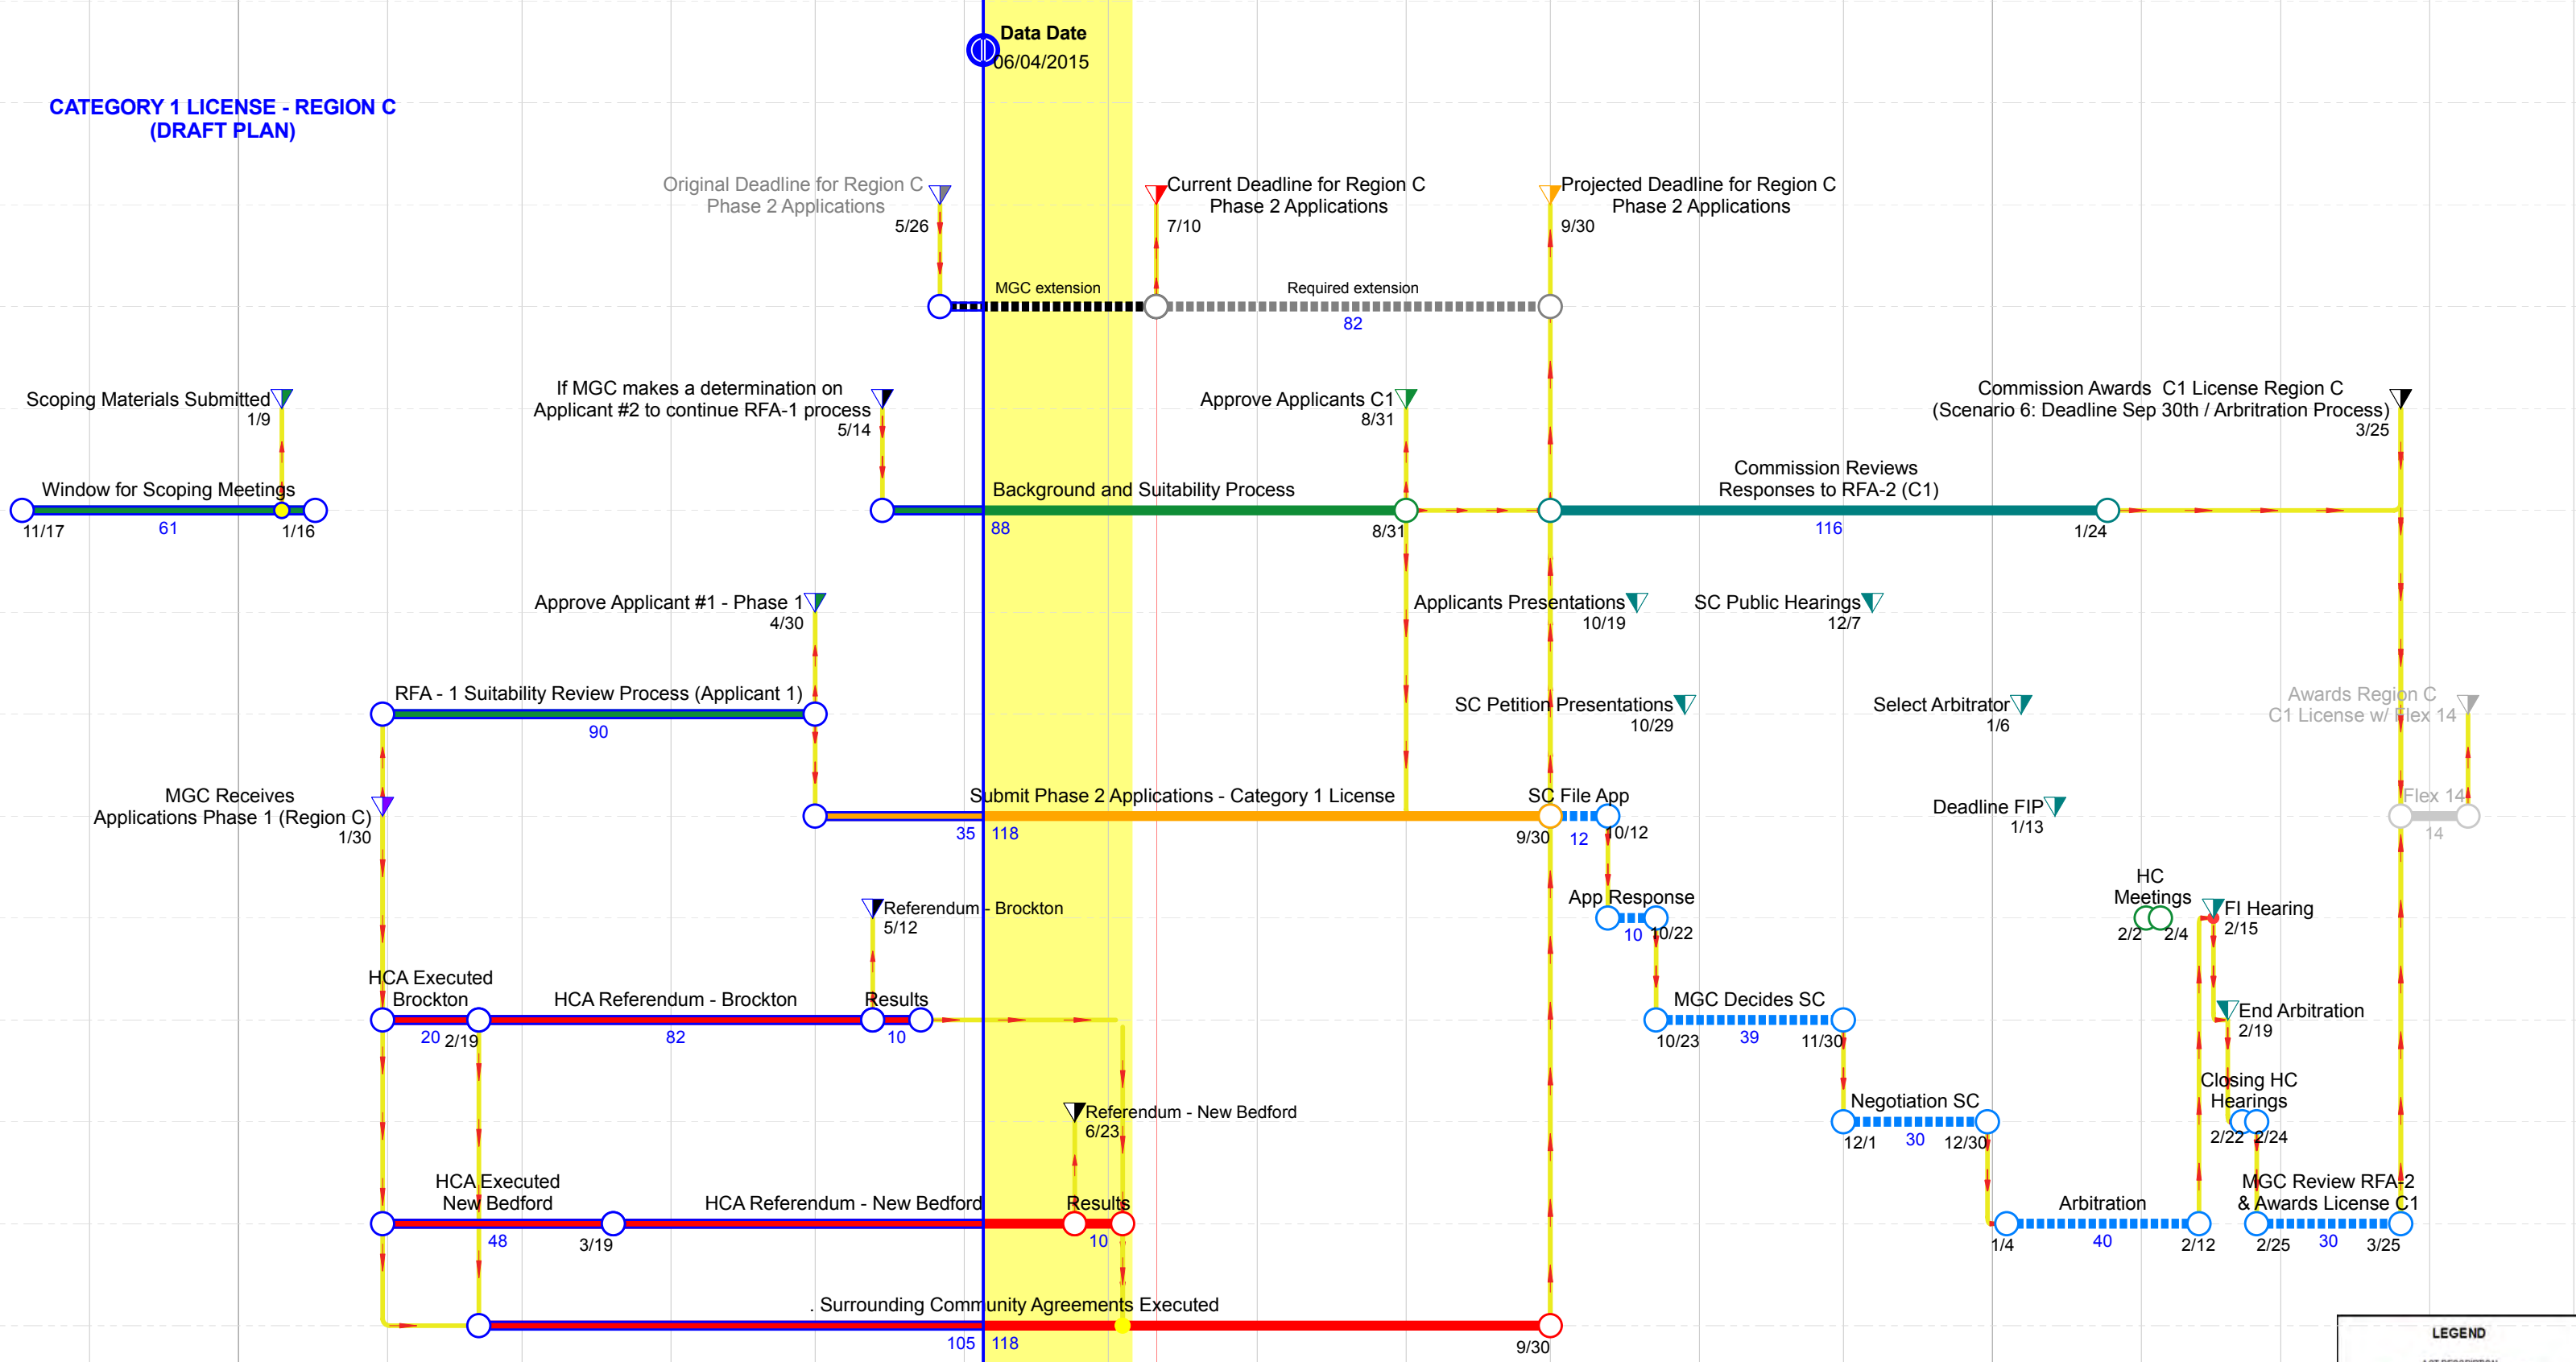 Data Date
06/04/2015
CATEGORY 1 LICENSE - REGION C
(DRAFT PLAN)
Original Deadline for Region C
Phase 2 Applications
5/26
Current Deadline for Region C
Phase 2 Applications
7/10
Projected Deadline for Region C
Phase 2 Applications
9/30
MGC extension
Required extension
82
Scoping Materials Submitted
1/9
If MGC makes a determination on
Applicant #2 to continue RFA-1 process
5/14
Approve Applicants C1
8/31
Commission Awards C1 License Region C
(Scenario 6: Deadline Sep 30th / Arbritration Process)
3/25
Window for Scoping Meetings
11/17
61
1/16
Background and Suitability Process
88
8/31
Commission Reviews
Responses to RFA-2 (C1)
116
1/24
Approve Applicant #1 - Phase 1
4/30
Applicants Presentations
10/19
SC Public Hearings
12/7
RFA - 1 Suitability Review Process (Applicant 1)
90
SC Petition Presentations
10/29
Select Arbitrator
1/6
Awards Region C
C1 License w/ Flex 14
MGC Receives
Applications Phase 1 (Region C)
1/30
Submit Phase 2 Applications - Category 1 License
35
118
9/30
SC File App
12
10/12
Deadline FIP
1/13
Flex 14
14
Referendum - Brockton
5/12
App Response
10
10/22
HC
Meetings
2/2
2/4
FI Hearing
2/15
HCA Executed
Brockton
20
2/19
HCA Referendum - Brockton
82
Results
10
MGC Decides SC
10/23
39
11/30
End Arbitration
2/19
Referendum - New Bedford
6/23
Negotiation SC
12/1
30
12/30
Closing HC
Hearings
2/22
2/24
HCA Executed
New Bedford
48
3/19
HCA Referendum - New Bedford
Results
10
Arbitration
1/4
40
2/12
MGC Review RFA-2
& Awards License C1
2/25
30
3/25
. Surrounding Community Agreements Executed
105
118
9/30
LEGEND